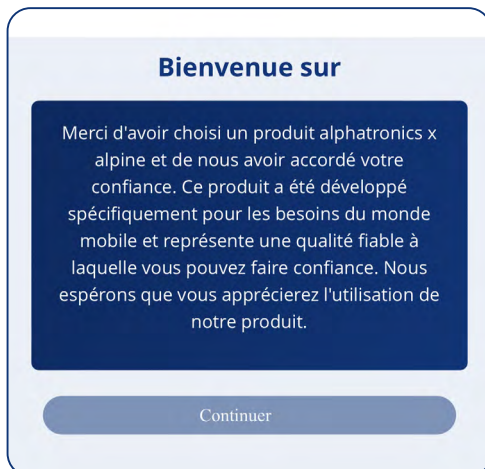 Bienvenue sur
Merci d'avoir choisi un produit alphatronics x
alpine et de nous avoir accordé votre
confiance. Ce produit a été développé
spécifiquement pour les besoins du monde
mobile et représente une qualité fiable à
laquelle vous pouvez faire confiance. Nous
espérons que vous apprécierez l'utilisation de
notre produit.
Continuer